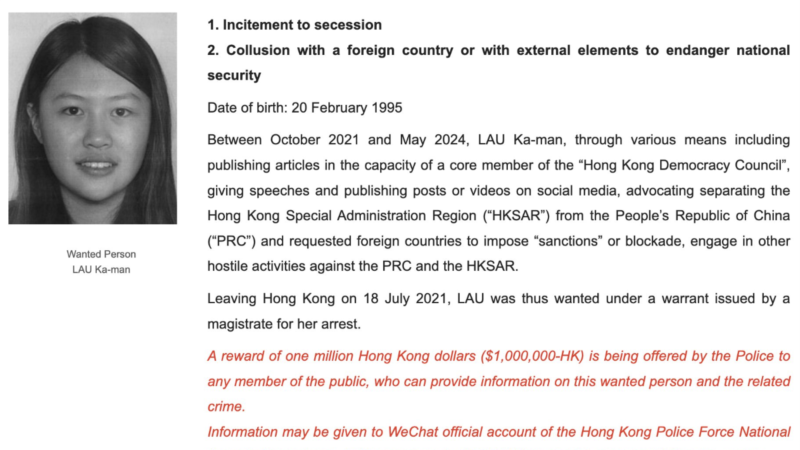 1. Incitement to secession
2. Collusion with a foreign country or with external elements to endanger national
security
Date of birth: 20 February 1995
Between October 2021 and May 2024, LAU Ka-man, through various means including
publishing articles in the capacity of a core member of the “Hong Kong Democracy Council”,
giving speeches and publishing posts or videos on social media, advocating separating the
Hong Kong Special Administration Region (“HKSAR”) from the People’s Republic of China
(“PRC”) and requested foreign countries to impose “sanctions” or blockade, engage in other
hostile activities against the PRC and the HKSAR.
Leaving Hong Kong on 18 July 2021, LAU was thus wanted under a warrant issued by a
magistrate for her arrest.
A reward of one million Hong Kong dollars ($1,000,000-HK) is being offered by the Police to
any member of the public, who can provide information on this wanted person and the related
crime.
Information may be given to WeChat official account of the Hong Kong Police Force National
Wanted Person
LAU Ka-man